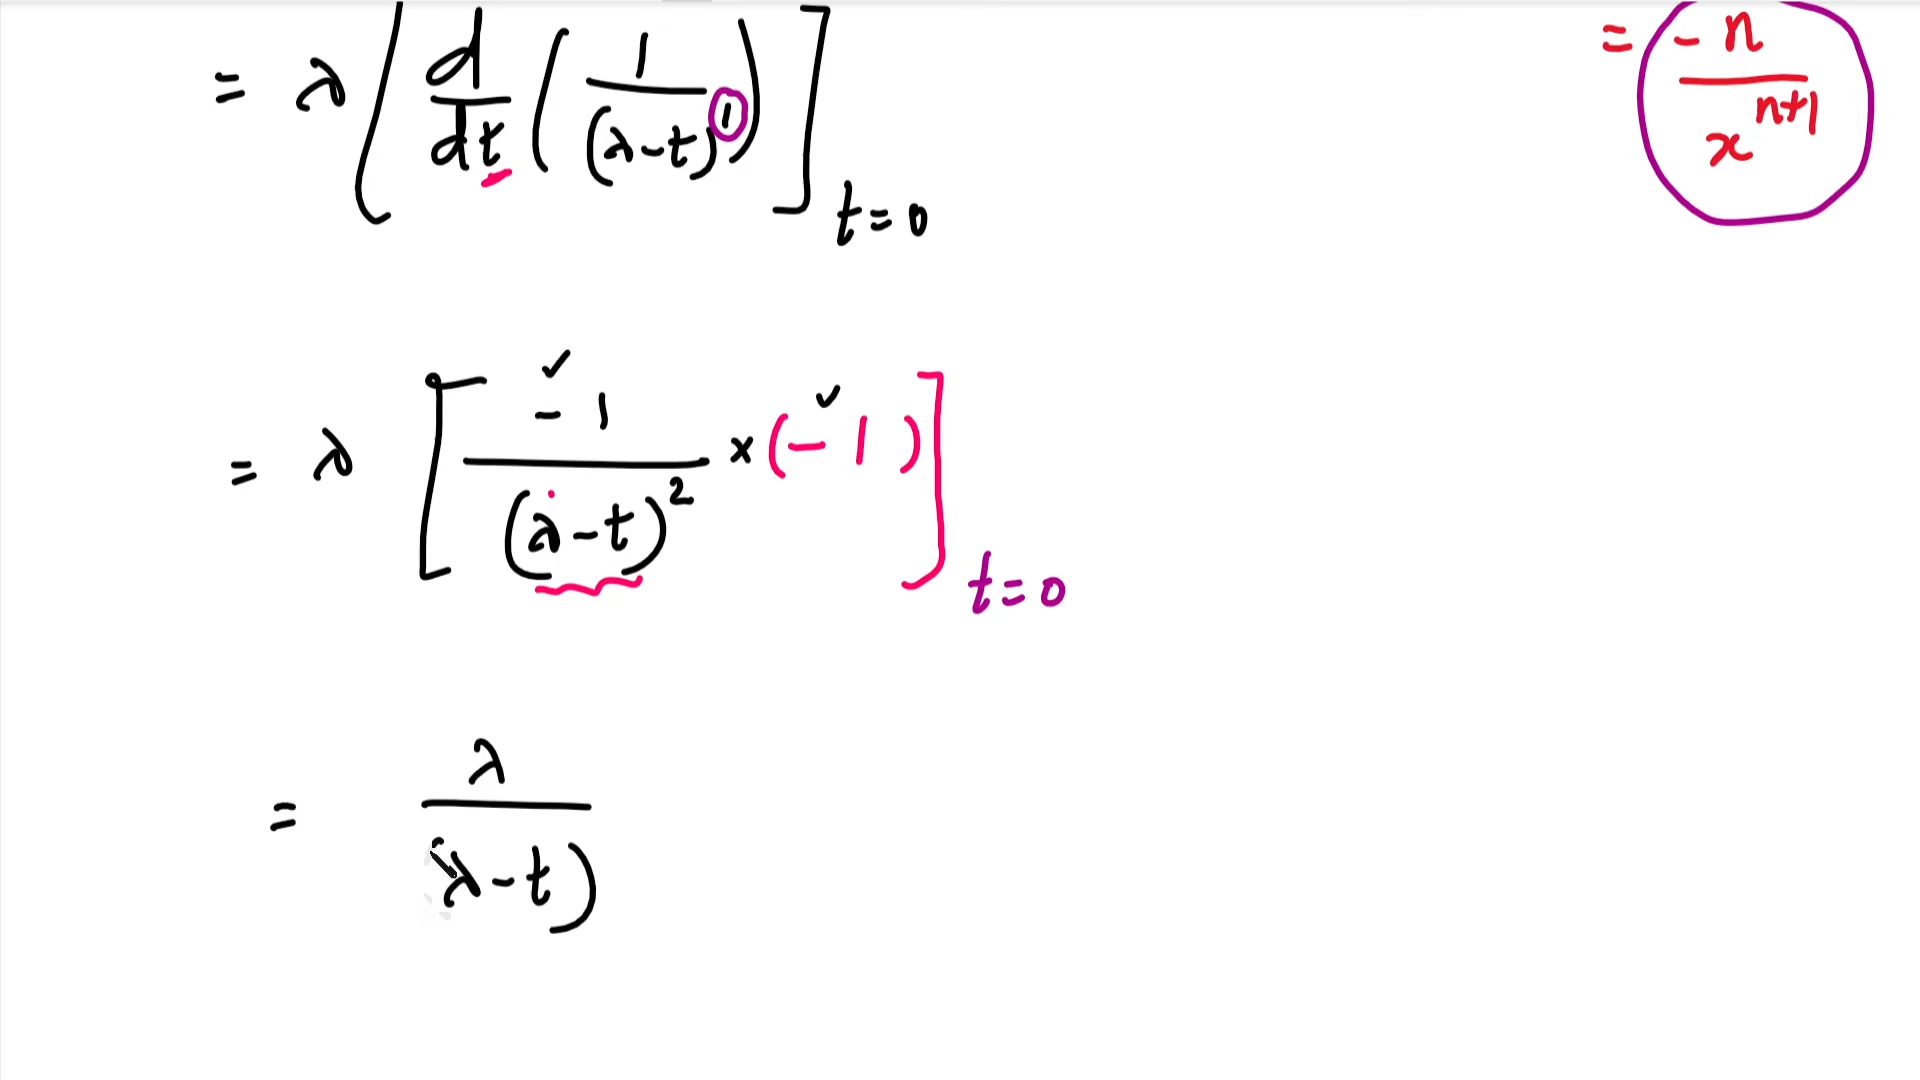 = λ [ d/dt ( 1/(λ-t)^1 ) ]_{t=0}
= -n/x^{n+1}
= λ [ -1/(λ-t)^2 × (-1) ]_{t=0}
= λ/(λ-t)